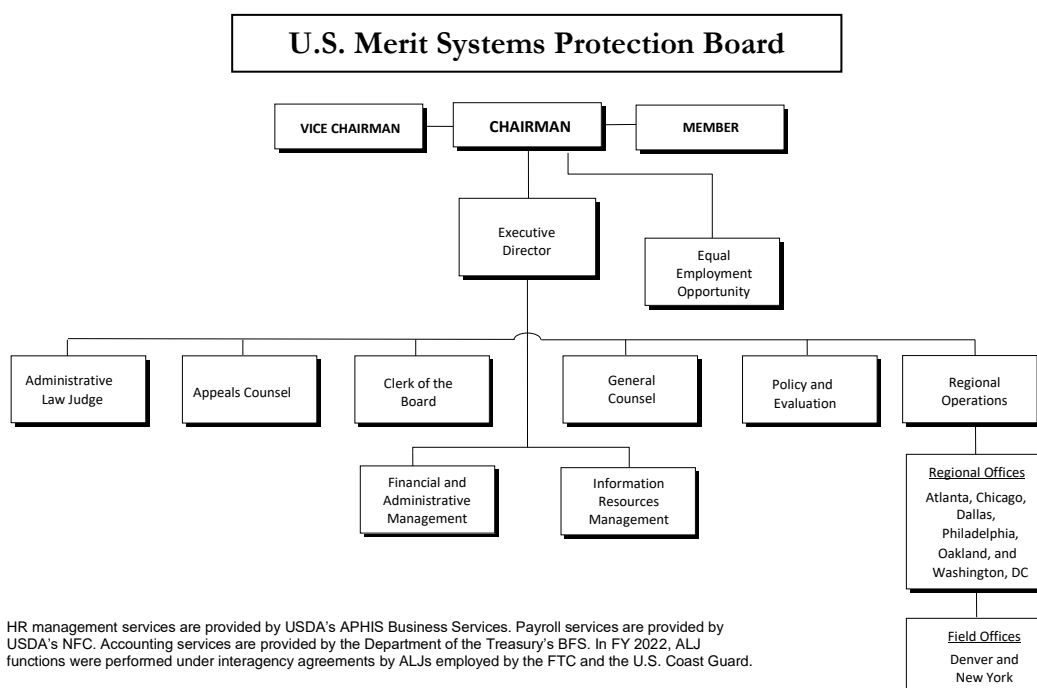 U.S. Merit Systems Protection Board
VICE CHAIRMAN
CHAIRMAN
MEMBER
Executive
Director
Equal
Employment
Opportunity
Administrative
Law Judge
Appeals Counsel
Clerk of the
Board
General
Counsel
Policy and
Evaluation
Regional
Operations
Financial and
Administrative
Management
Information
Resources
Management
Regional Offices
Atlanta, Chicago,
Dallas,
Philadelphia,
Oakland, and
Washington, DC
Field Offices
Denver and
New York
HR management services are provided by USDA's APHIS Business Services. Payroll services are provided by
USDA's NFC. Accounting services are provided by the Department of the Treasury's BFS. In FY 2022, ALJ
functions were performed under interagency agreements by ALJs employed by the FTC and the U.S. Coast Guard.